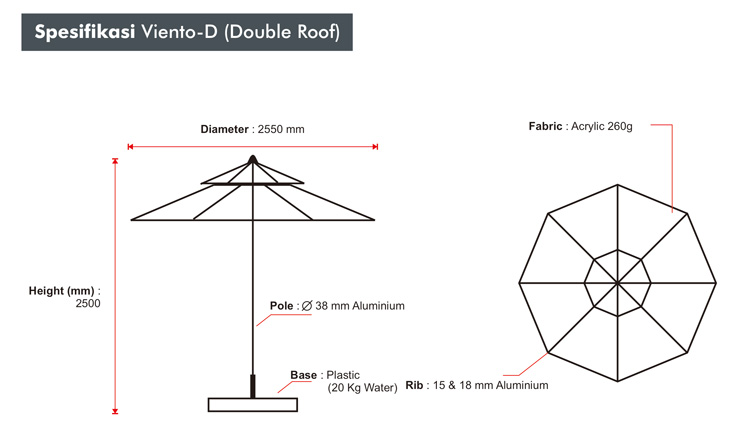 Spesifikasi Viento-D (Double Roof)
Diameter : 2550 mm
Fabric : Acrylic 260g
Height (mm) :
2500
Pole : Ø 38 mm Aluminium
Base : Plastic
(20 Kg Water)
Rib : 15 & 18 mm Aluminium